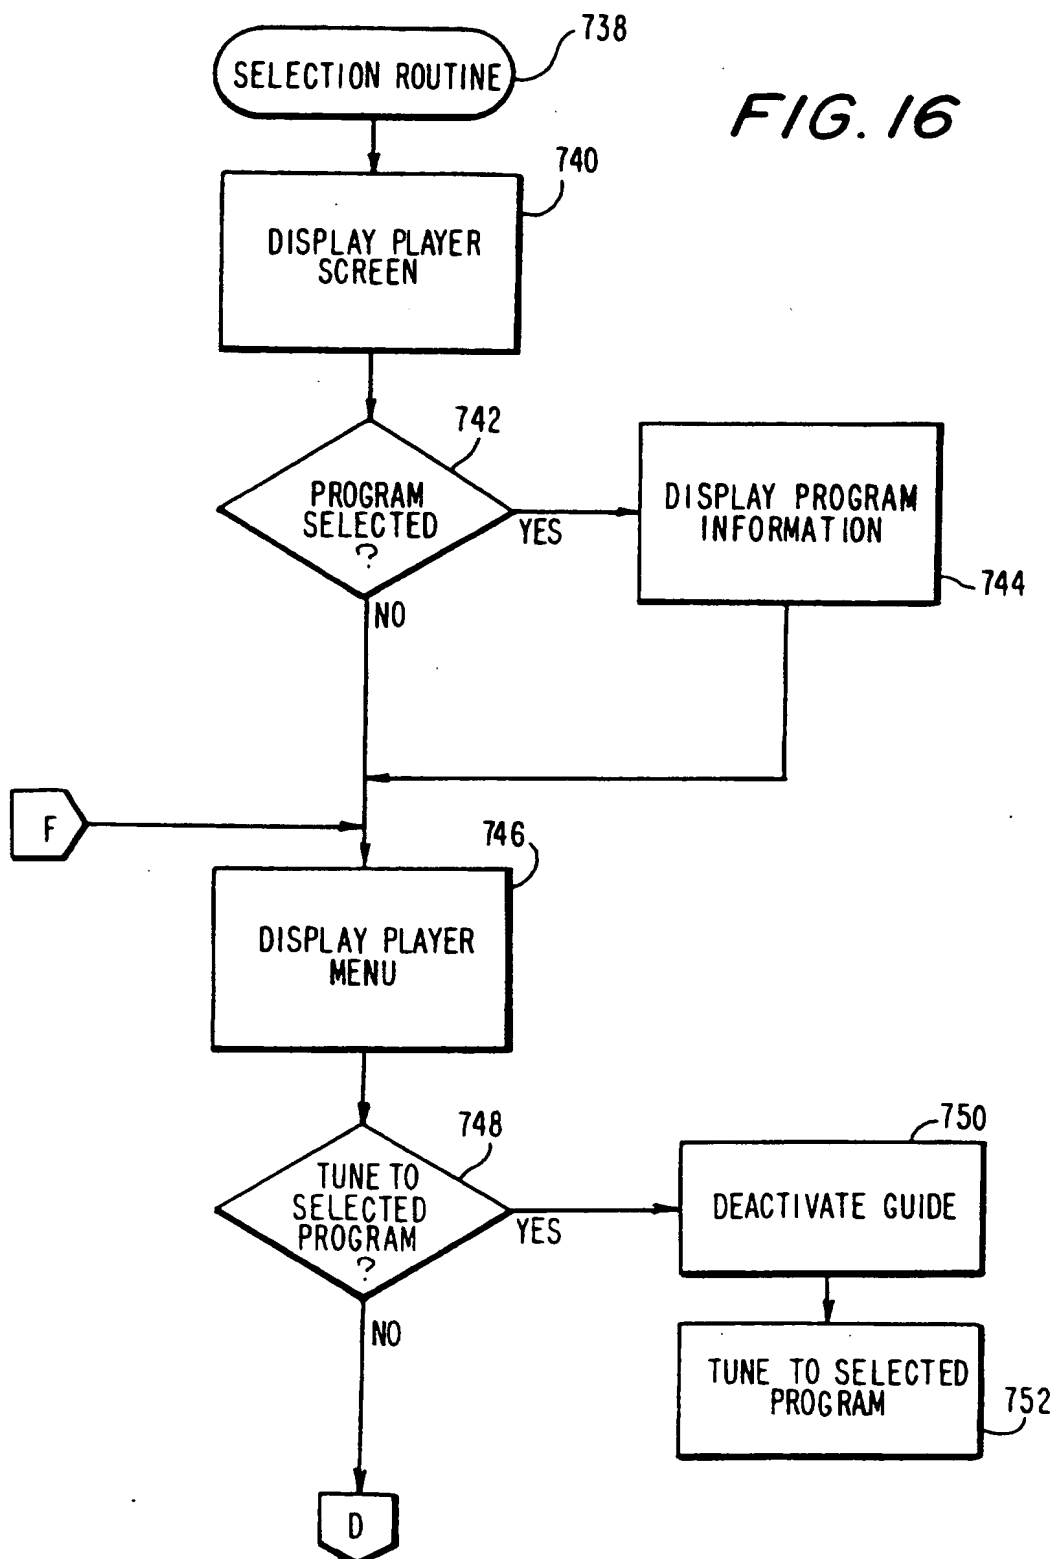 738
SELECTION ROUTINE
FIG. 16
740
DISPLAY PLAYER
SCREEN
742
PROGRAM
SELECTED
?
YES
DISPLAY PROGRAM
INFORMATION
744
NO
F
746
DISPLAY PLAYER
MENU
748
TUNE TO
SELECTED
PROGRAM
?
YES
750
DEACTIVATE GUIDE
NO
TUNE TO SELECTED
PROGRAM
752
D